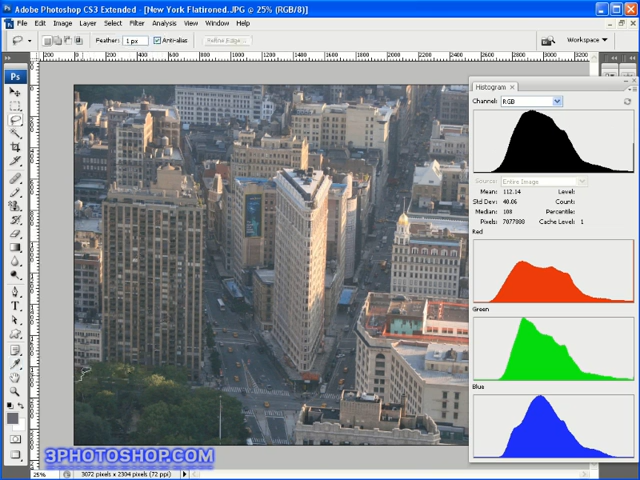 Adobe Photoshop CS3 Extended - [New York Flatironed.JPG @ 25% (RGB/8)]
File Edit Image Layer Select Filter Analysis View Window Help
Feather: 1 px Anti-alias Refine Edge... Workspace
Ps
Histogram x
Channel: RGB
Source: Entire Image
Mean: 112.14 Level:
Std Dev: 40.06 Count:
Median: 108 Percentile:
Pixels: 7077888 Cache Level: 1
Red
Green
Blue
3PHOTOSHOP.COM
25% 3072 pixels x 2304 pixels (72 ppi)